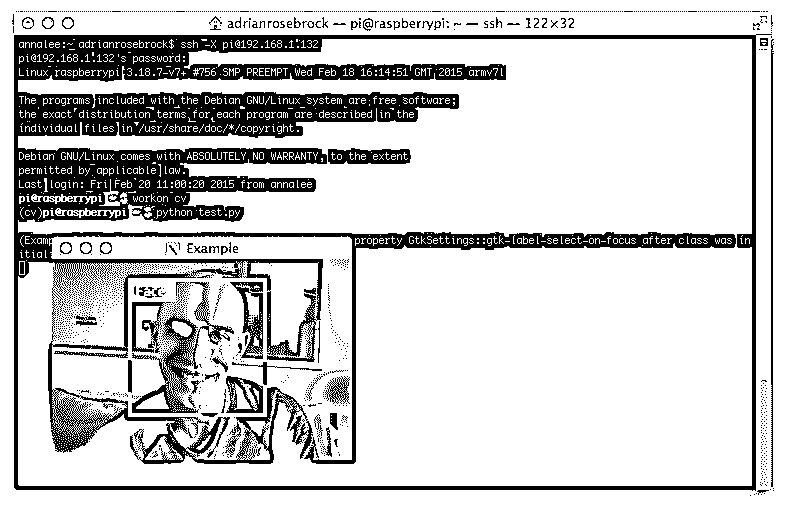 adrianrosebrock — pi@raspberrypi: ~ — ssh — 122×32
annalee:~ adrianrosebrock$ ssh -X pi@192.168.1.132
pi@192.168.1.132's password:
Linux raspberrypi 3.18.7-v7+ #756 SMP PREEMPT Wed Feb 18 16:14:51 GMT 2015 armv7l
The programs included with the Debian GNU/Linux system are free software;
the exact distribution terms for each program are described in the
individual files in /usr/share/doc/*/copyright.
Debian GNU/Linux comes with ABSOLUTELY NO WARRANTY, to the extent
permitted by applicable law.
Last login: Fri Feb 20 11:00:20 2015 from annalee
pi@raspberrypi ~ $ workon cv
(cv)pi@raspberrypi ~ $ python test.py
(Examp property GtkSettings::gtk-label-select-on-focus after class was in
itiali
Example
Face